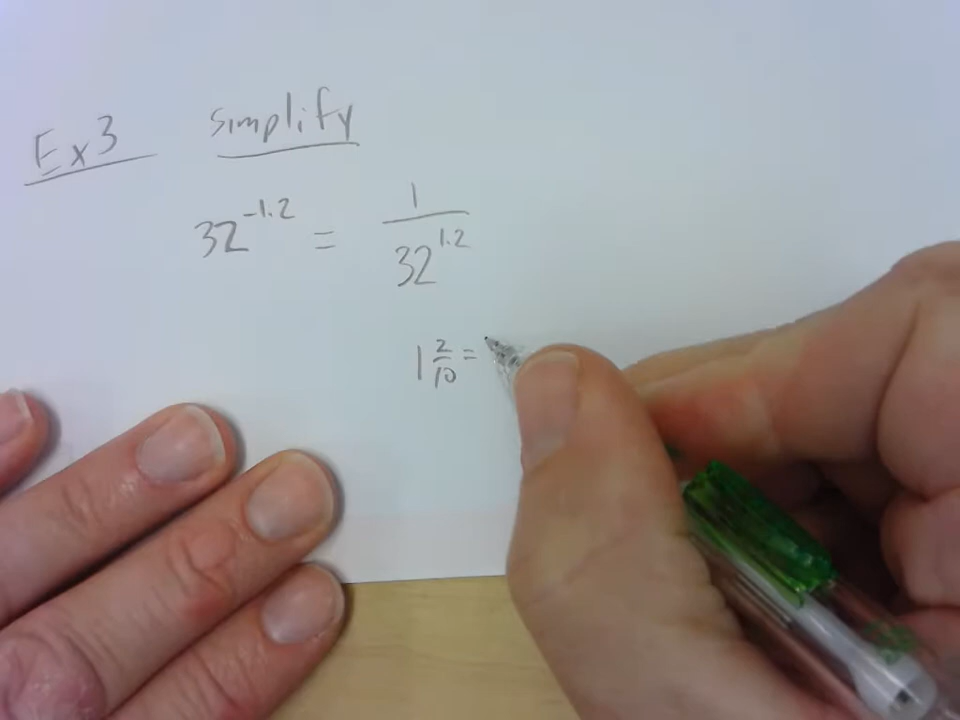 Ex3 Simplify
32^-1.2 = 1/32^1.2
1 2/10 =